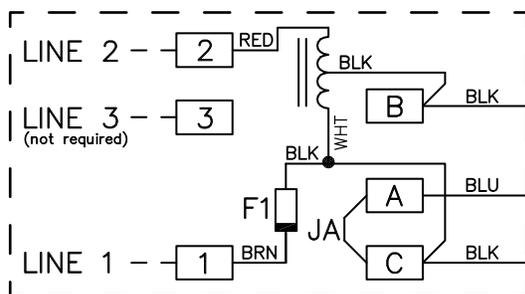 LINE 2
2
RED
BLK
B
BLK
LINE 3
(not required)
3
WHT
BLK
F1
JA
A
BLU
LINE 1
1
BRN
C
BLK